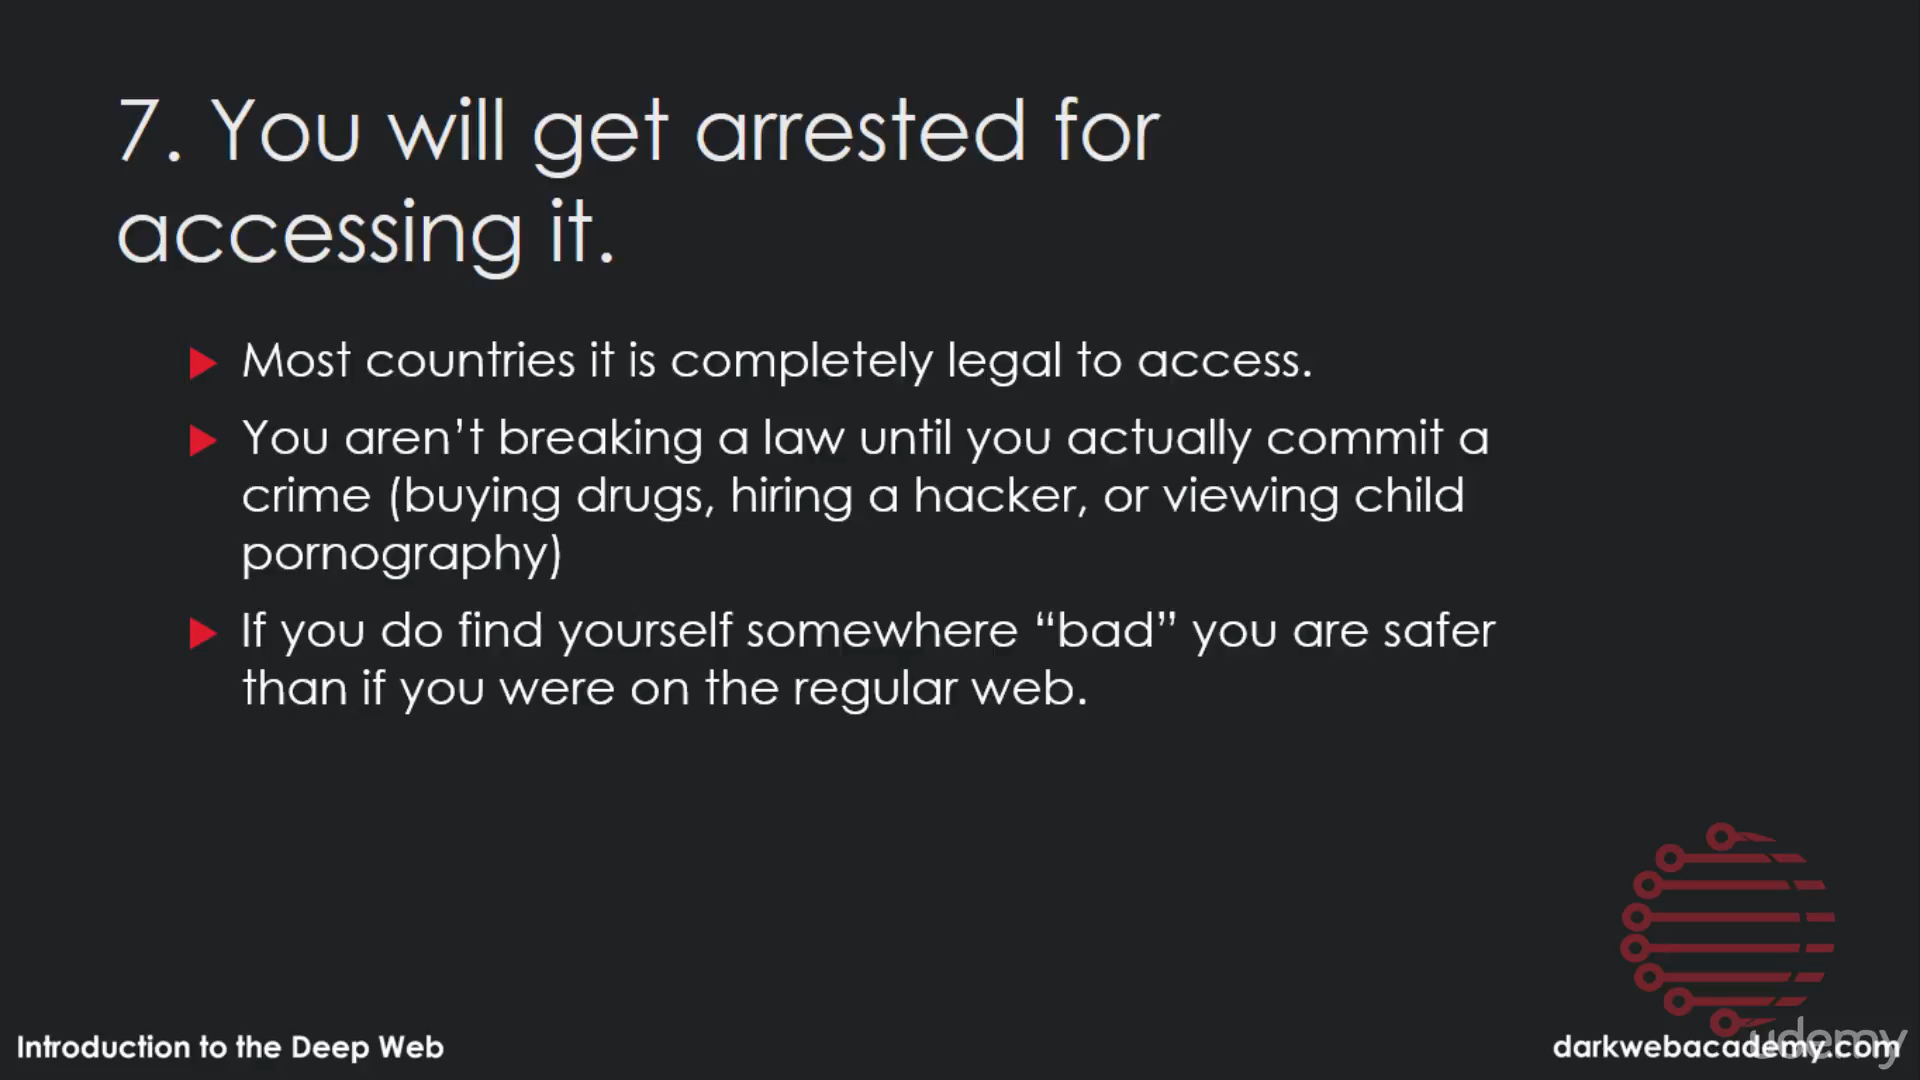 7. You will get arrested for
accessing it.
Most countries it is completely legal to access.
You aren’t breaking a law until you actually commit a
crime (buying drugs, hiring a hacker, or viewing child
pornography)
If you do find yourself somewhere “bad” you are safer
than if you were on the regular web.
Introduction to the Deep Web
darkwebacademy.com
udemy